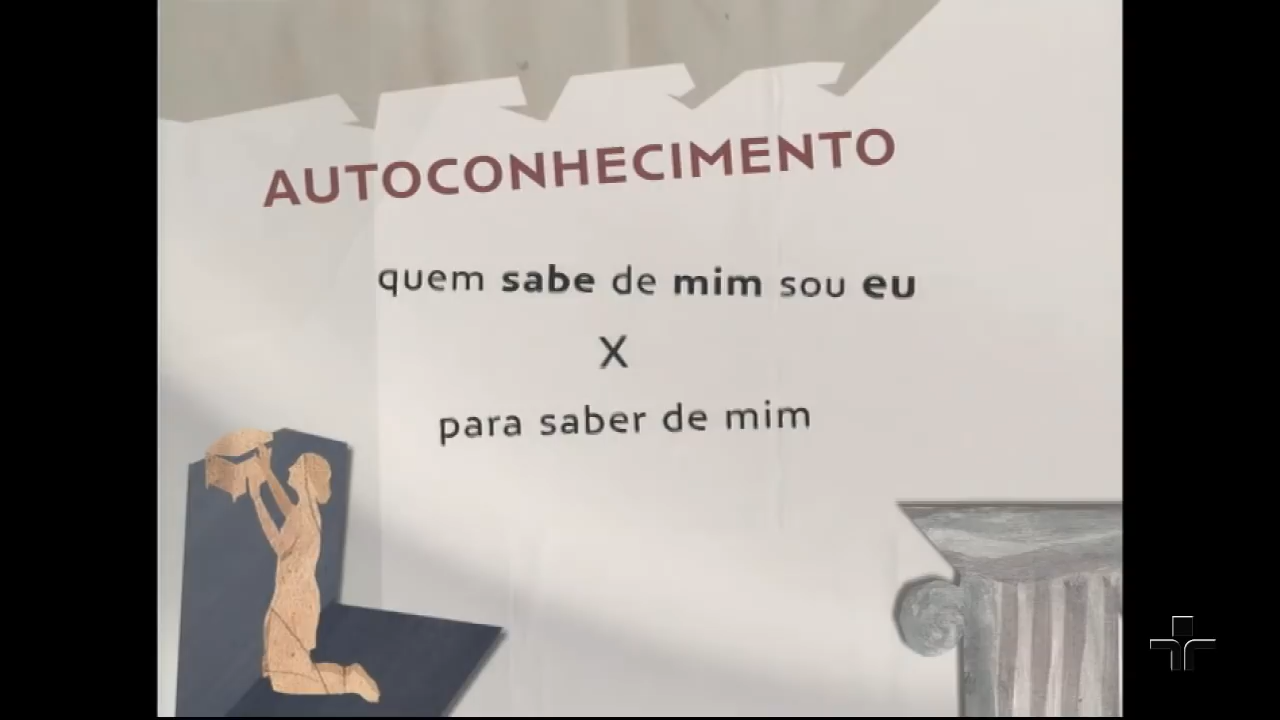 AUTOCONHECIMENTO
quem sabe de mim sou eu
X
para saber de mim